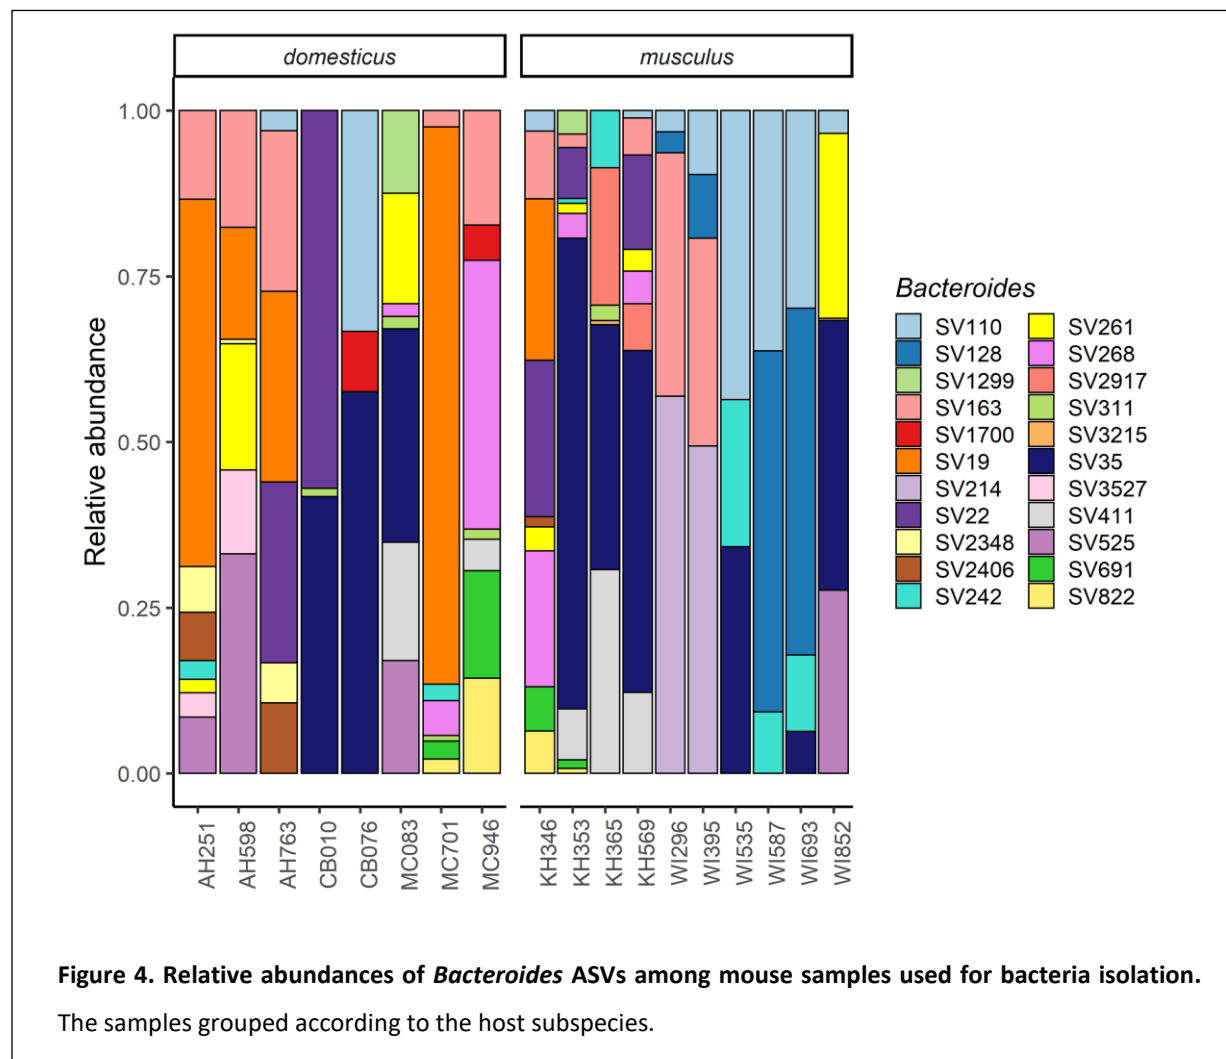 domesticus
musculus
1.00
0.75
0.50
0.25
0.00
Relative abundance
AH251
AH598
AH763
CB010
CB076
MC083
MC701
MC946
KH346
KH353
KH365
KH569
WI296
WI395
WI535
WI587
WI693
WI852
Bacteroides
SV110
SV128
SV1299
SV163
SV1700
SV19
SV214
SV22
SV2348
SV2406
SV242
SV261
SV268
SV2917
SV311
SV3215
SV35
SV3527
SV411
SV525
SV691
SV822
Figure 4. Relative abundances of Bacteroides ASVs among mouse samples used for bacteria isolation.
The samples grouped according to the host subspecies.